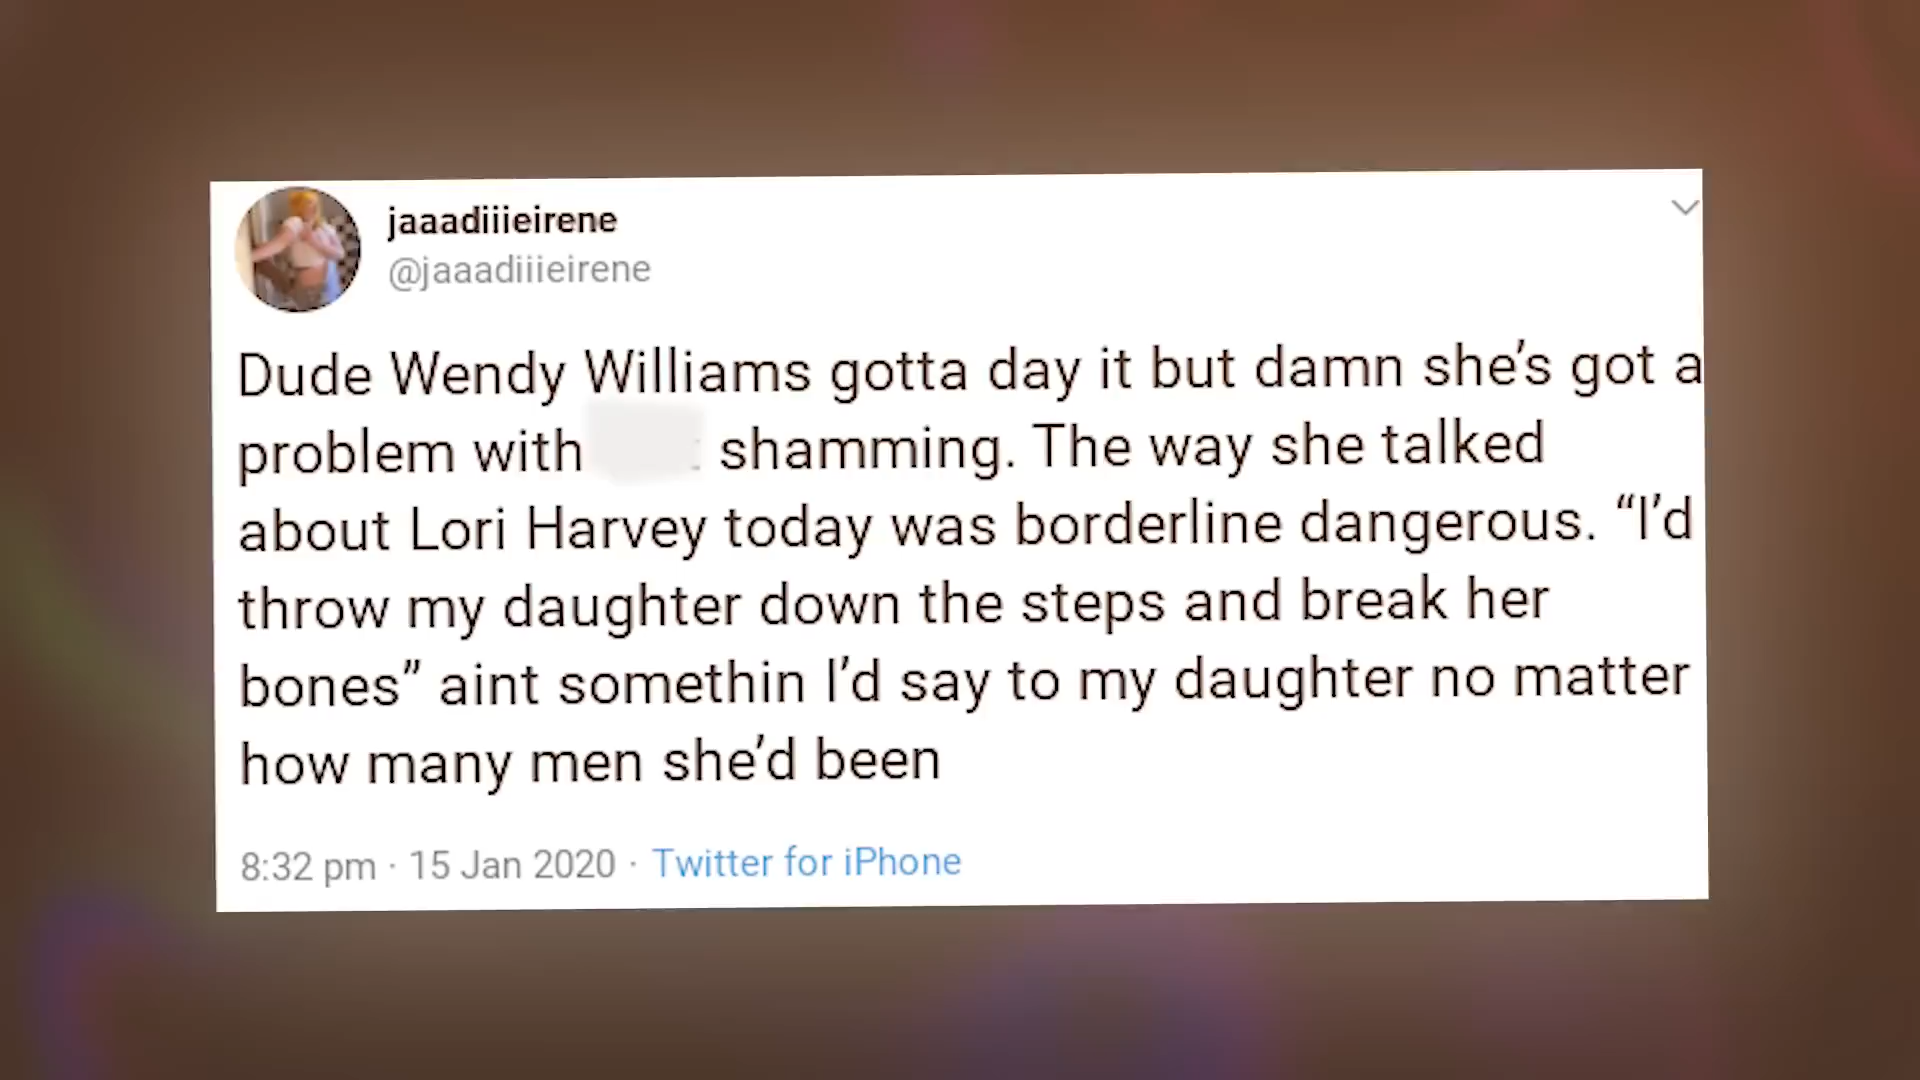 jaaadiiieirene
@jaaadiiieirene
Dude Wendy Williams gotta day it but damn she’s got a
problem with shamming. The way she talked
about Lori Harvey today was borderline dangerous. “I’d
throw my daughter down the steps and break her
bones” aint somethin I’d say to my daughter no matter
how many men she’d been
8:32 pm · 15 Jan 2020 · Twitter for iPhone